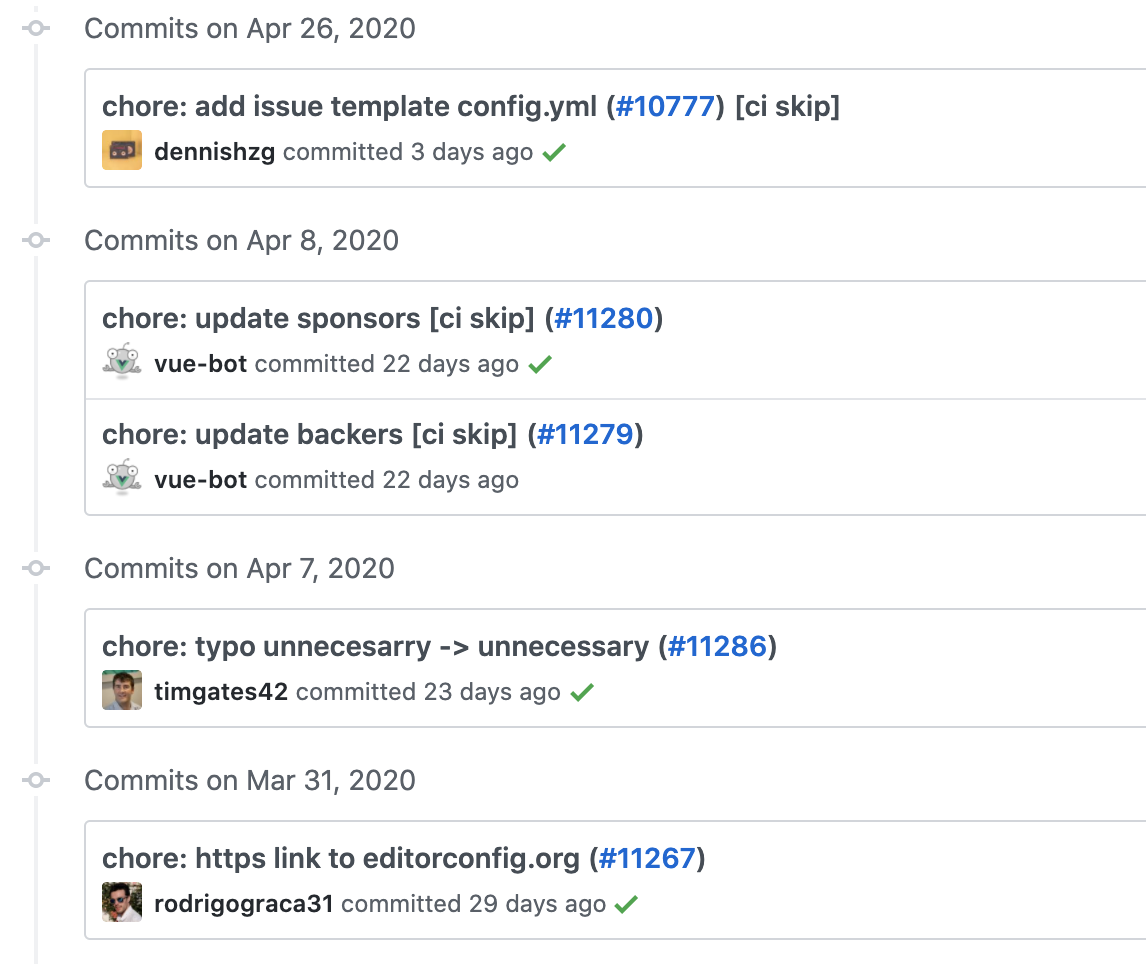 Commits on Apr 26, 2020
chore: add issue template config.yml (#10777) [ci skip]
dennishzg committed 3 days ago
Commits on Apr 8, 2020
chore: update sponsors [ci skip] (#11280)
vue-bot committed 22 days ago
chore: update backers [ci skip] (#11279)
vue-bot committed 22 days ago
Commits on Apr 7, 2020
chore: typo unnecesarry -> unnecessary (#11286)
timgates42 committed 23 days ago
Commits on Mar 31, 2020
chore: https link to editorconfig.org (#11267)
rodrigograca31 committed 29 days ago